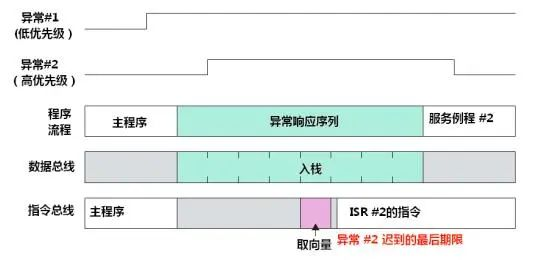 异常#1
(低优先级)
异常#2
(高优先级)
程序
流程
主程序
异常响应序列
服务例程 #2
数据总线
入栈
指令总线
主程序
ISR #2的指令
取向量
异常 #2 迟到的最后期限